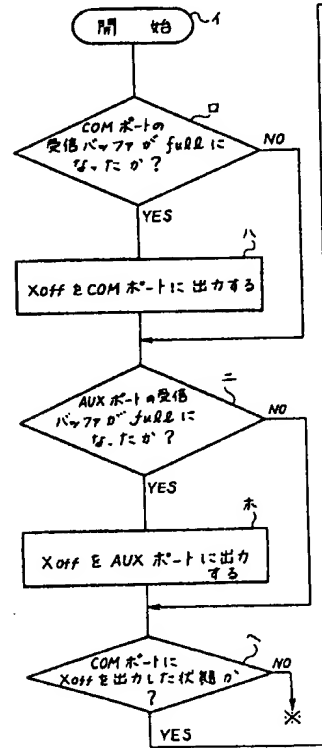 開始
イ
ロ
COMポートの
受信バッファがfullに
なったか?
NO
YES
ハ
XoffをCOMポートに出力する
ニ
AUXポートの受信
バッファがfullに
なったか?
NO
YES
ホ
XoffをAUXポートに出力
する
ヘ
COMポートに
Xoffを出力した状態か
?
NO
※
YES